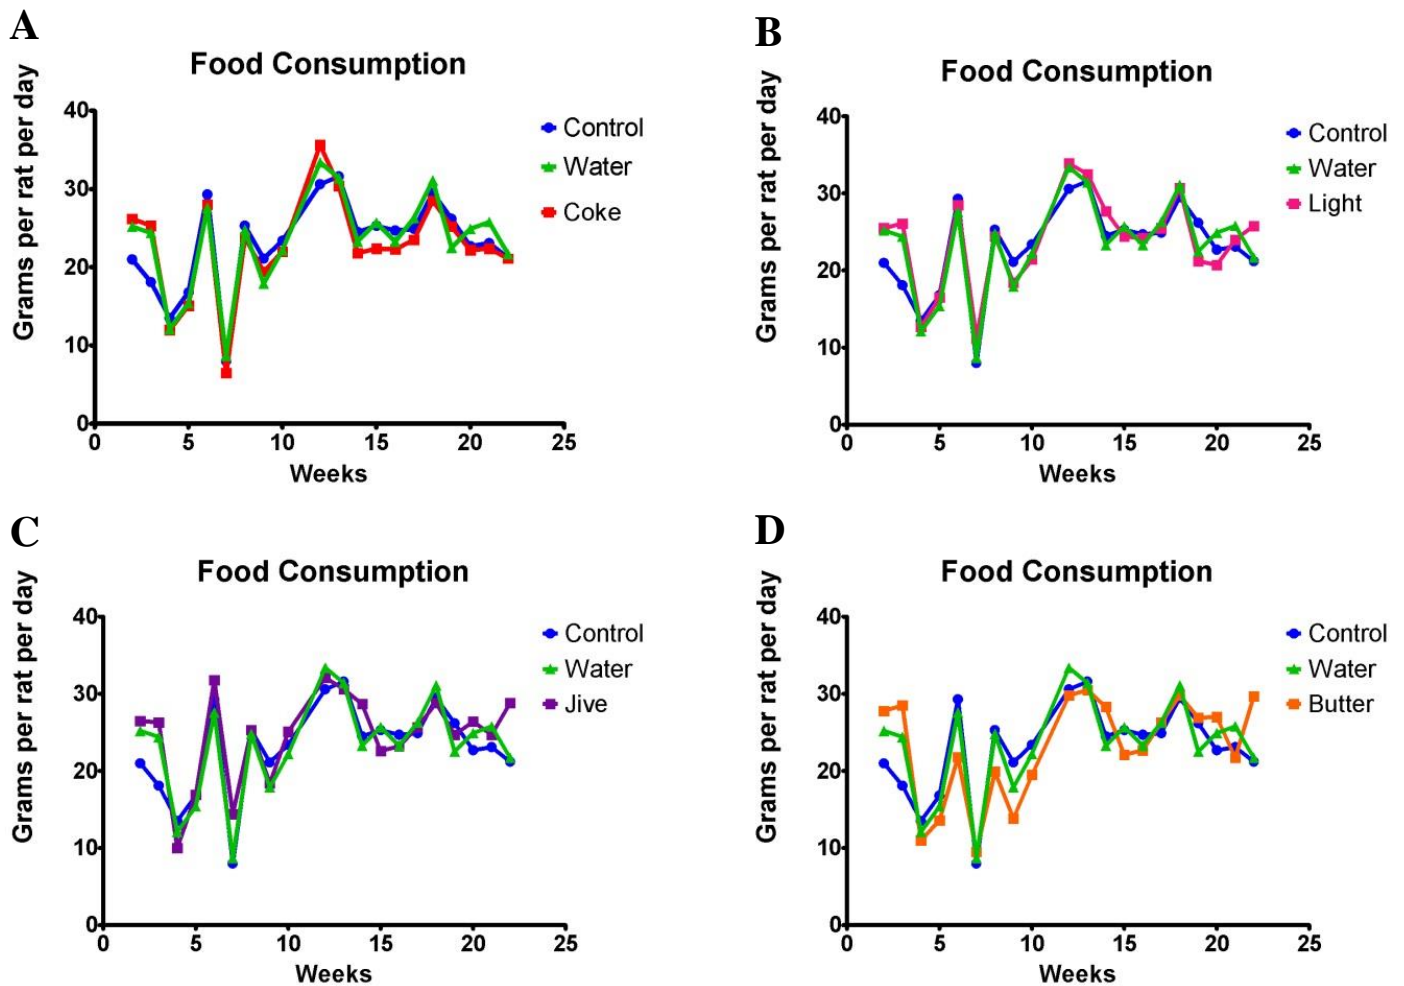 A
Food Consumption
Grams per rat per day
40
30
20
10
0
0 5 10 15 20 25
Weeks
Control
Water
Coke
B
Food Consumption
Grams per rat per day
40
30
20
10
0
0 5 10 15 20 25
Weeks
Control
Water
Light
C
Food Consumption
Grams per rat per day
40
30
20
10
0
0 5 10 15 20 25
Weeks
Control
Water
Jive
D
Food Consumption
Grams per rat per day
40
30
20
10
0
0 5 10 15 20 25
Weeks
Control
Water
Butter